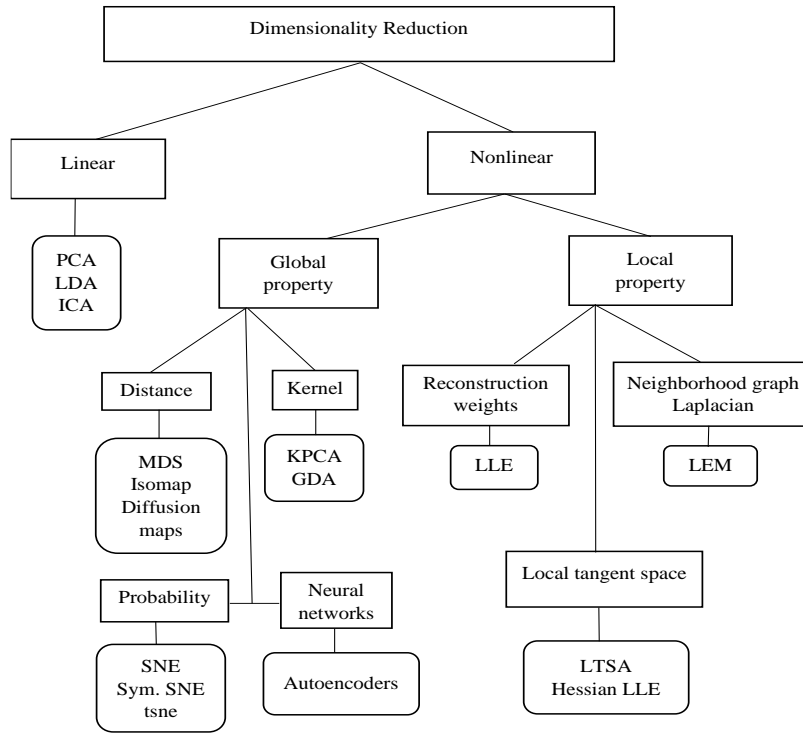 Dimensionality Reduction
Linear
Nonlinear
PCA
LDA
ICA
Global
property
Local
property
Distance
Kernel
Reconstruction
weights
Neighborhood graph
Laplacian
MDS
Isomap
Diffusion
maps
KPCA
GDA
LLE
LEM
Probability
Neural
networks
Local tangent space
SNE
Sym. SNE
tsne
Autoencoders
LTSA
Hessian LLE